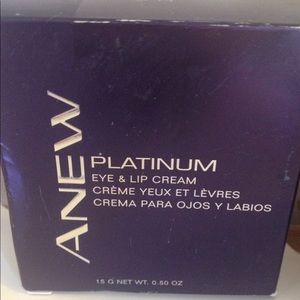 ANEW
PLATINUM
EYE & LIP CREAM
CRÈME YEUX ET LÈVRES
CREMA PARA OJOS Y LABIOS
15 G NET WT. 0.50 OZ